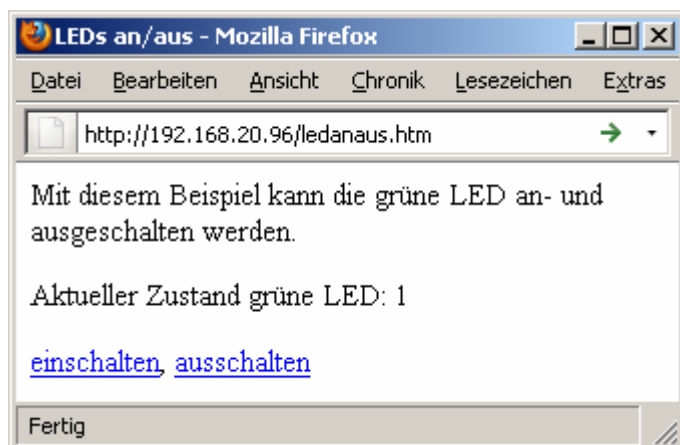 LEDs an/aus - Mozilla Firefox
Datei Bearbeiten Ansicht Chronik Lesezeichen Extras
http://192.168.20.96/ledanaus.htm
Mit diesem Beispiel kann die grüne LED an- und
ausgeschalten werden.
Aktueller Zustand grüne LED: 1
einschalten, ausschalten
Fertig